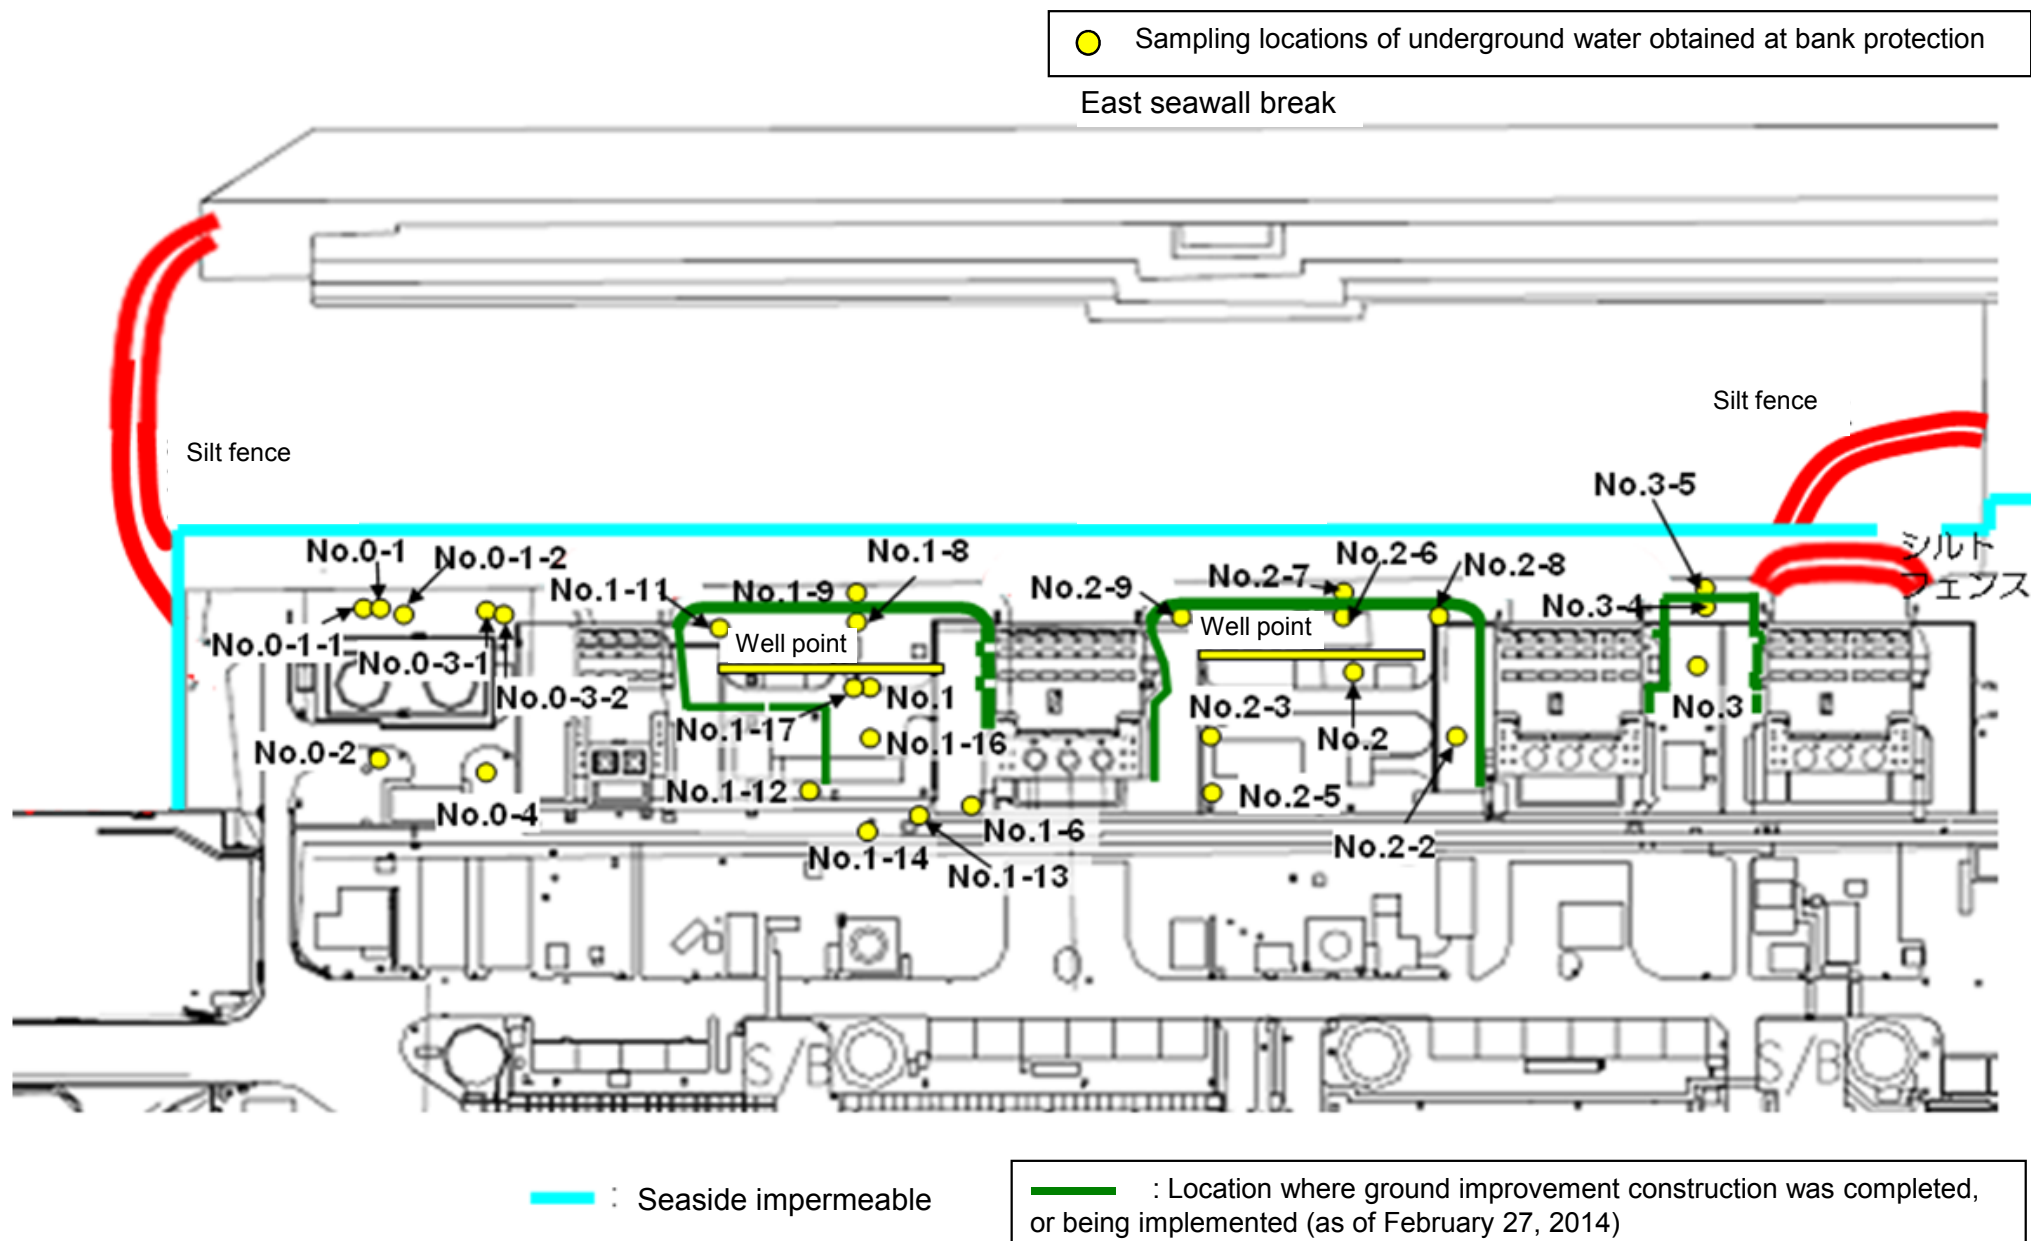 Sampling locations of underground water obtained at bank protection
East seawall break
Silt fence
Silt fence
No.3-5
シルト
フェンス
No.0-1
No.0-1-2
No.1-11
No.1-9
No.1-8
No.2-9
No.2-7
No.2-6
No.2-8
No.3-4
No.0-1-1
No.0-3-1
No.0-3-2
Well point
Well point
No.1
No.1-17
No.1-16
No.2-3
No.2
No.3
No.0-2
No.0-4
No.1-12
No.1-6
No.1-14
No.1-13
No.2-5
No.2-2
S/B
S/B
: Seaside impermeable
: Location where ground improvement construction was completed,
or being implemented (as of February 27, 2014)